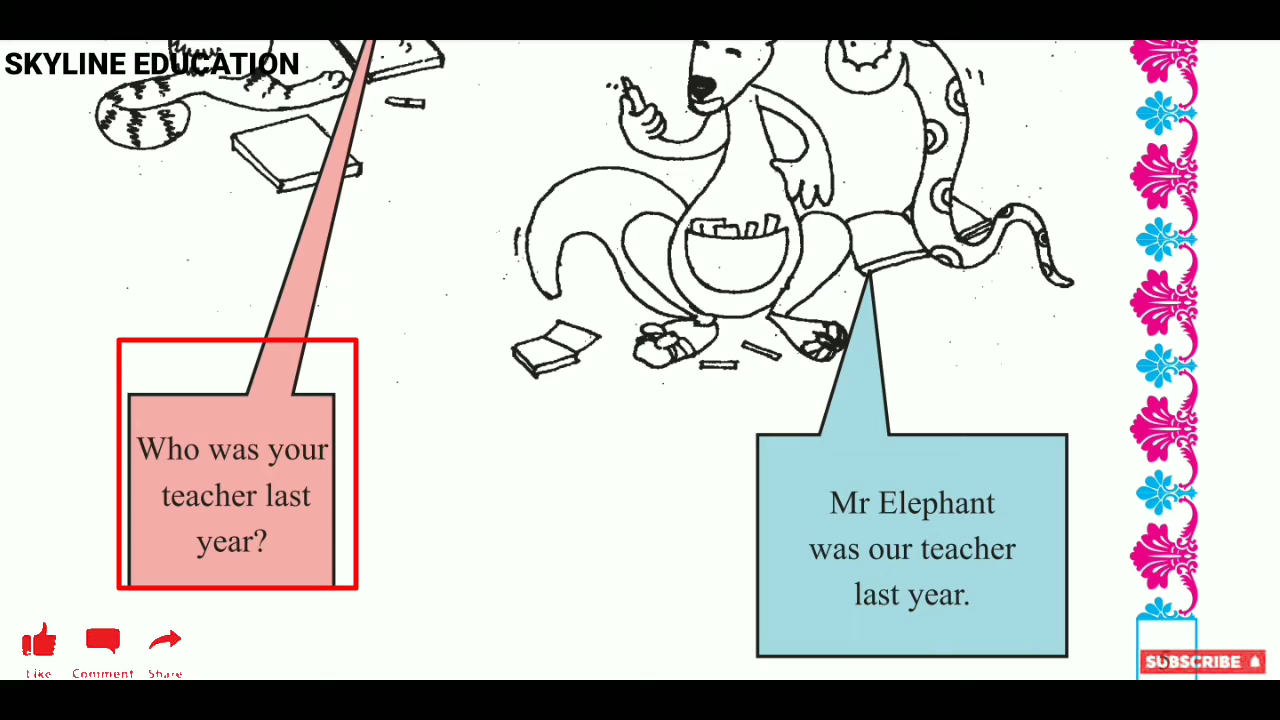 SKYLINE EDUCATION
Who was your
teacher last
year?
Mr Elephant
was our teacher
last year.
Like
Comment
Share
SUBSCRIBE